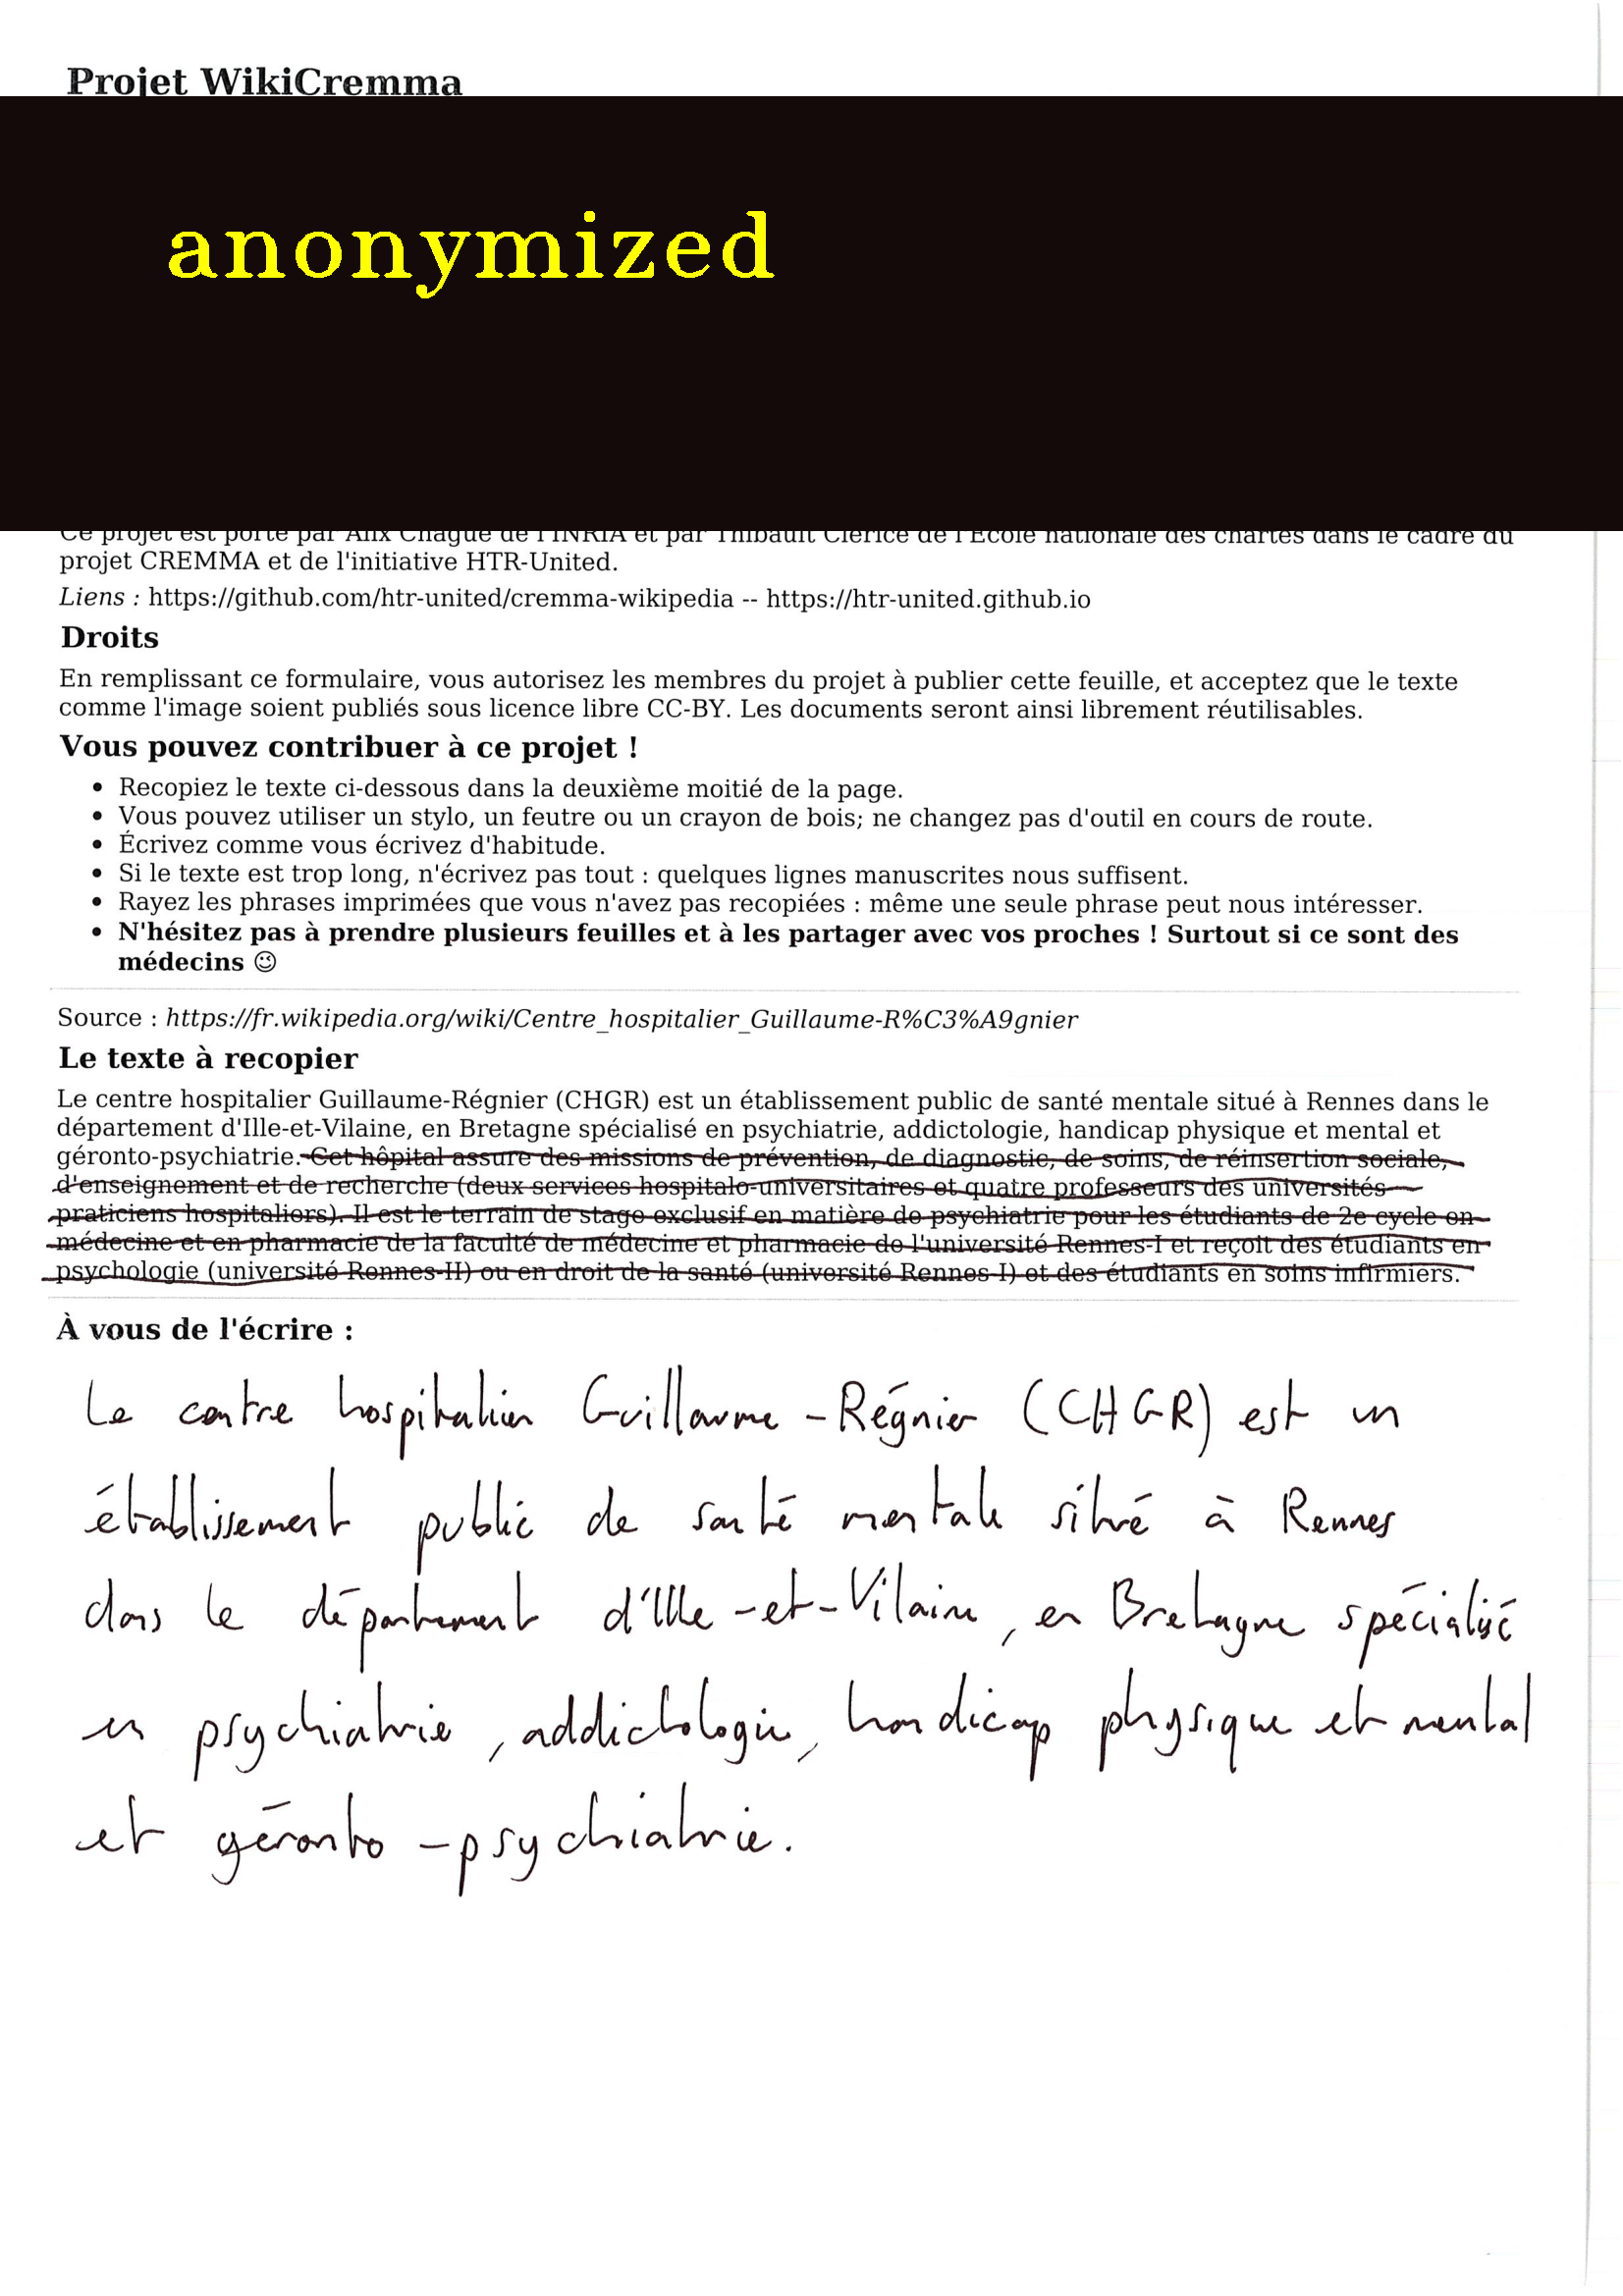 Projet WikiCremma
anonymized
Ce projet est porté par Alix Chagué de l'INRIA et par Thibault Clérice de l'École nationale des chartes dans le cadre du
projet CREMMA et de l'initiative HTR-United.
Liens : https://github.com/htr-united/cremma-wikipedia -- https://htr-united.github.io
Droits
En remplissant ce formulaire, vous autorisez les membres du projet à publier cette feuille, et acceptez que le texte
comme l'image soient publiés sous licence libre CC-BY. Les documents seront ainsi librement réutilisables.
Vous pouvez contribuer à ce projet !
• Recopiez le texte ci-dessous dans la deuxième moitié de la page.
• Vous pouvez utiliser un stylo, un feutre ou un crayon de bois; ne changez pas d'outil en cours de route.
• Écrivez comme vous écrivez d'habitude.
• Si le texte est trop long, n'écrivez pas tout : quelques lignes manuscrites nous suffisent.
• Rayez les phrases imprimées que vous n'avez pas recopiées : même une seule phrase peut nous intéresser.
• N'hésitez pas à prendre plusieurs feuilles et à les partager avec vos proches ! Surtout si ce sont des
médecins 😉
Source : https://fr.wikipedia.org/wiki/Centre_hospitalier_Guillaume-R%C3%A9gnier
Le texte à recopier
Le centre hospitalier Guillaume-Régnier (CHGR) est un établissement public de santé mentale situé à Rennes dans le
département d'Ille-et-Vilaine, en Bretagne spécialisé en psychiatrie, addictologie, handicap physique et mental et
géronto-psychiatrie. Cet hôpital assure des missions de prévention, de diagnostic, de soins, de réinsertion sociale,
d'enseignement et de recherche (deux services hospitalo-universitaires et quatre professeurs des universités
praticiens hospitaliers). Il est le terrain de stage exclusif en matière de psychiatrie pour les étudiants de 2e cycle en
médecine et en pharmacie de la faculté de médecine et pharmacie de l'université Rennes-I et reçoit des étudiants en
psychologie (université Rennes-II) ou en droit de la santé (université Rennes-I) et des étudiants en soins infirmiers.
À vous de l'écrire :
Le centre hospitalier Guillaume-Régnier (CHGR) est un
établissement public de santé mentale situé à Rennes
dans le département d'Ille-et-Vilaine, en Bretagne spécialisé
en psychiatrie, addictologie, handicap physique et mental
et géronto-psychiatrie.